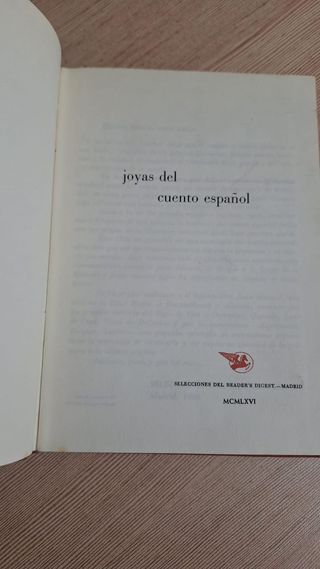 joyas del
cuento español
SELECCIONES DEL READER'S DIGEST.—MADRID
MCMLXVI